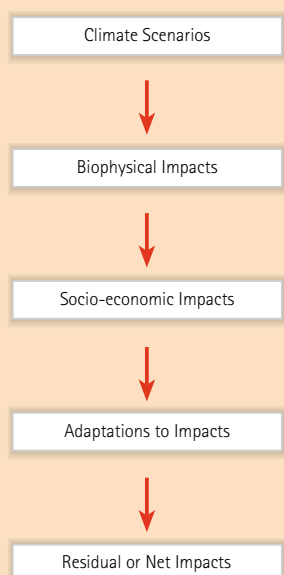 Climate Scenarios
Biophysical Impacts
Socio-economic Impacts
Adaptations to Impacts
Residual or Net Impacts